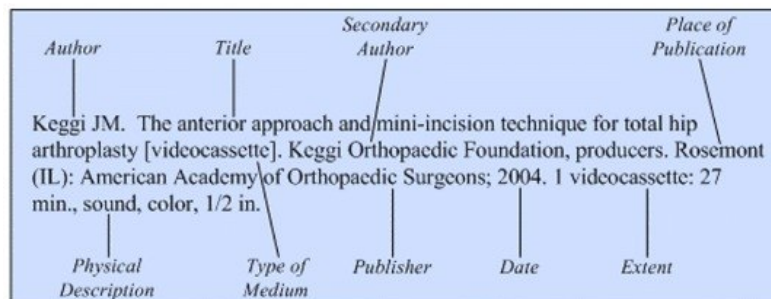 Secondary Place of
Author Title Author Publication
Keggi JM. The anterior approach and mini-incision technique for total hip
arthroplasty [videocassette]. Keggi Orthopaedic Foundation, producers. Rosemont
(IL): American Academy of Orthopaedic Surgeons; 2004. 1 videocassette: 27
min., sound, color, 1/2 in.
Physical Type of Publisher Date Extent
Description Medium